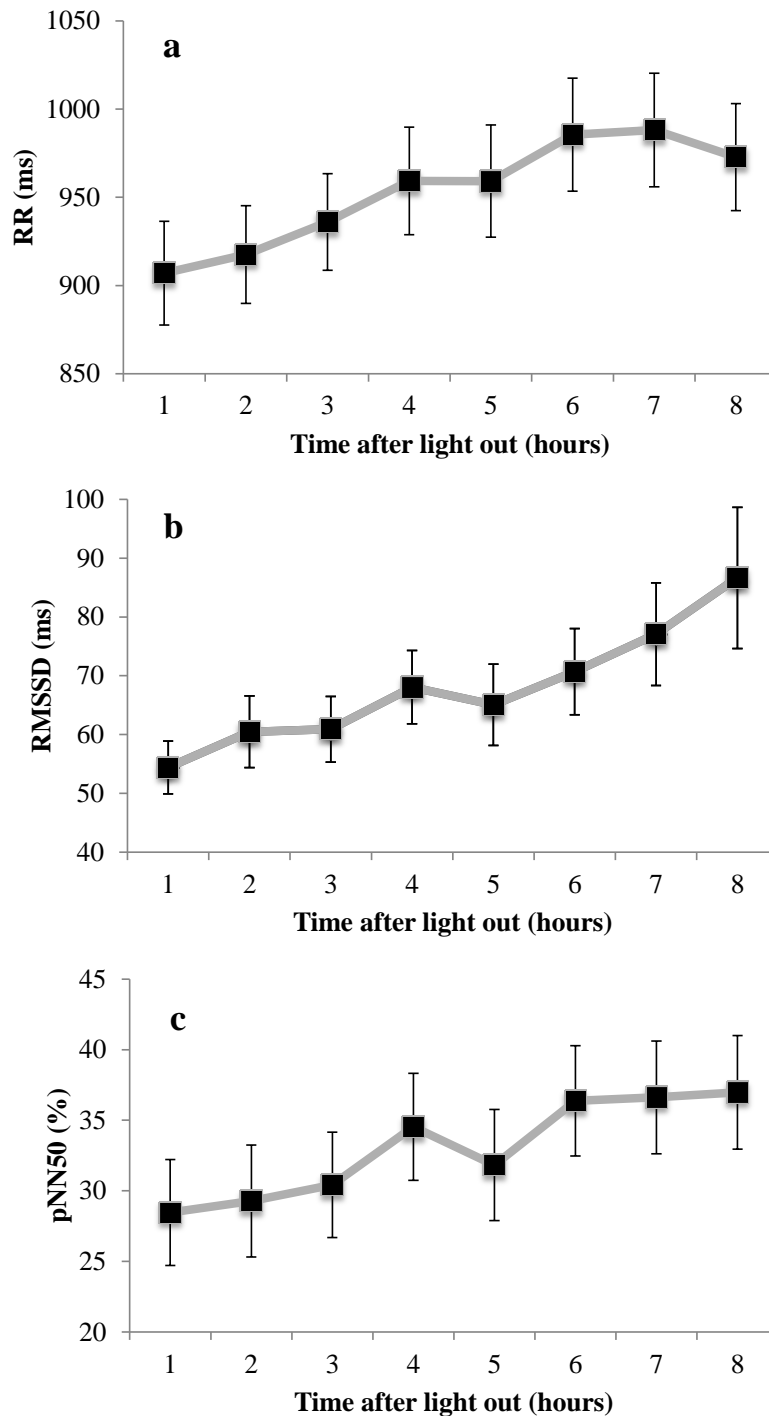 a
RR (ms)
1050
1000
950
900
850
1 2 3 4 5 6 7 8
Time after light out (hours)
b
RMSSD (ms)
100
90
80
70
60
50
40
1 2 3 4 5 6 7 8
Time after light out (hours)
c
pNN50 (%)
45
40
35
30
25
20
1 2 3 4 5 6 7 8
Time after light out (hours)